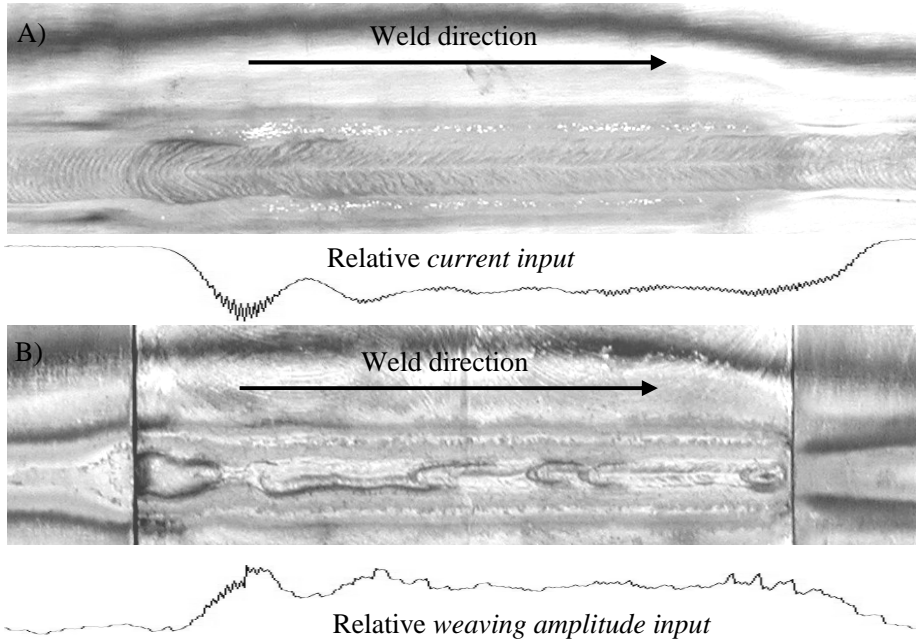 A)
Weld direction
Relative current input
B)
Weld direction
Relative weaving amplitude input